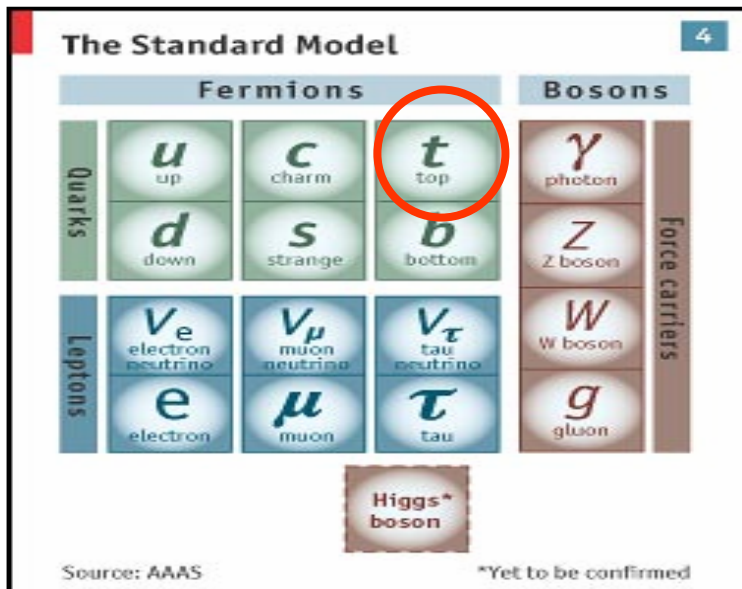 The Standard Model
4
Fermions
Bosons
Quarks
u
up
c
charm
t
top
γ
photon
d
down
s
strange
b
bottom
Z
Z boson
Force carriers
Leptons
Ve
electron
neutrino
Vμ
muon
neutrino
Vτ
tau
neutrino
W
W boson
e
electron
μ
muon
τ
tau
g
gluon
Higgs*
boson
Source: AAAS
*Yet to be confirmed